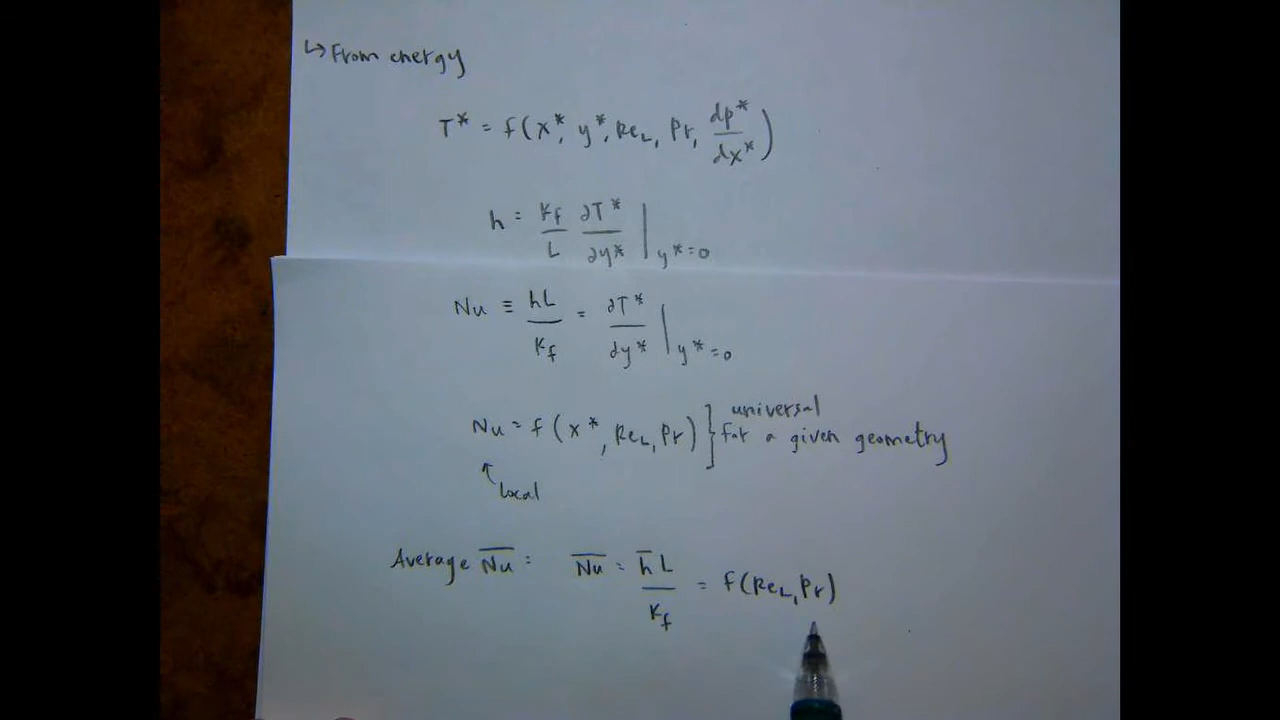 ↳ From energy
T* = f(x*, y*, Re_L, Pr, dp*/dx*)
h = K_f/L ∂T*/∂y* |_{y*=0}
Nu ≡ hL/K_f = ∂T*/∂y* |_{y*=0}
Nu = f(x*, Re_L, Pr) } universal
for a given geometry
↖ local
Average N̅u̅ : N̅u̅ = h̅L/K_f = f(Re_L, Pr)